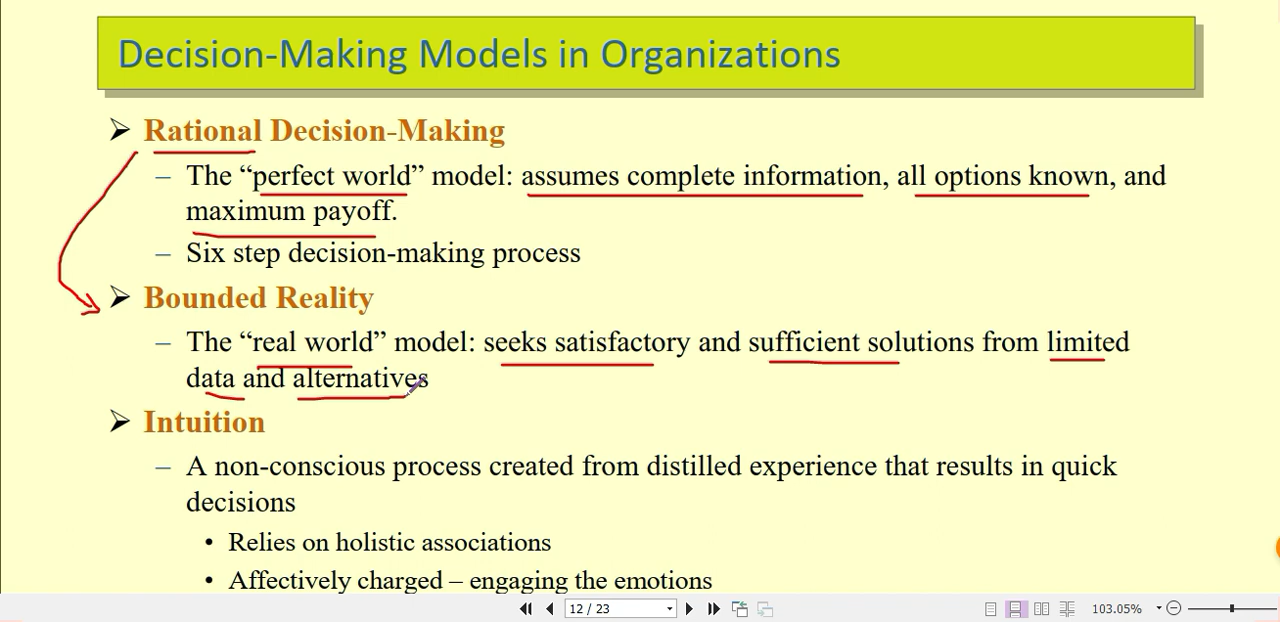 Decision-Making Models in Organizations
➢ Rational Decision-Making
– The “perfect world” model: assumes complete information, all options known, and
maximum payoff.
– Six step decision-making process
➢ Bounded Reality
– The “real world” model: seeks satisfactory and sufficient solutions from limited
data and alternatives
➢ Intuition
– A non-conscious process created from distilled experience that results in quick
decisions
• Relies on holistic associations
• Affectively charged – engaging the emotions
12 / 23
103.05%